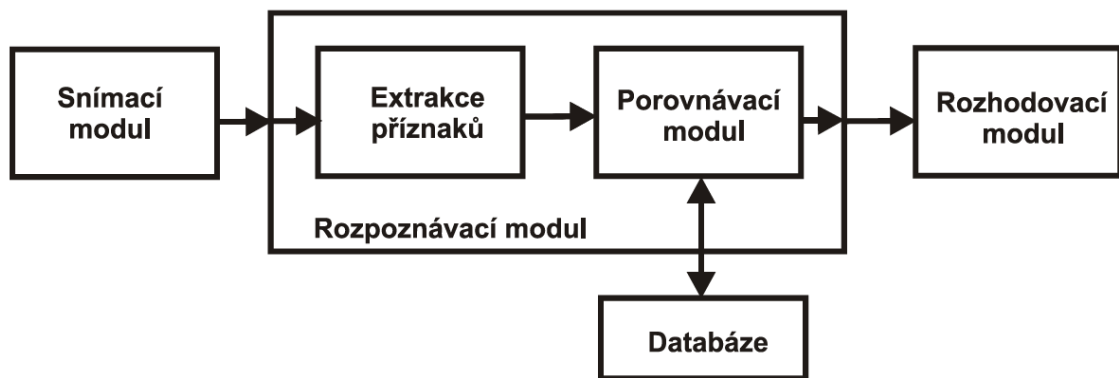 Snímací
modul
Extrakce
příznaků
Porovnávací
modul
Rozhodovací
modul
Rozpoznávací modul
Databáze